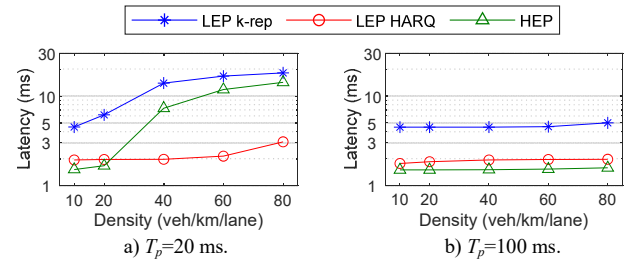 LEP k-rep LEP HARQ HEP
30
10
5
3
1
Latency (ms)
10 20 40 60 80
Density (veh/km/lane)
a) Tp=20 ms.
30
10
5
3
1
Latency (ms)
10 20 40 60 80
Density (veh/km/lane)
b) Tp=100 ms.